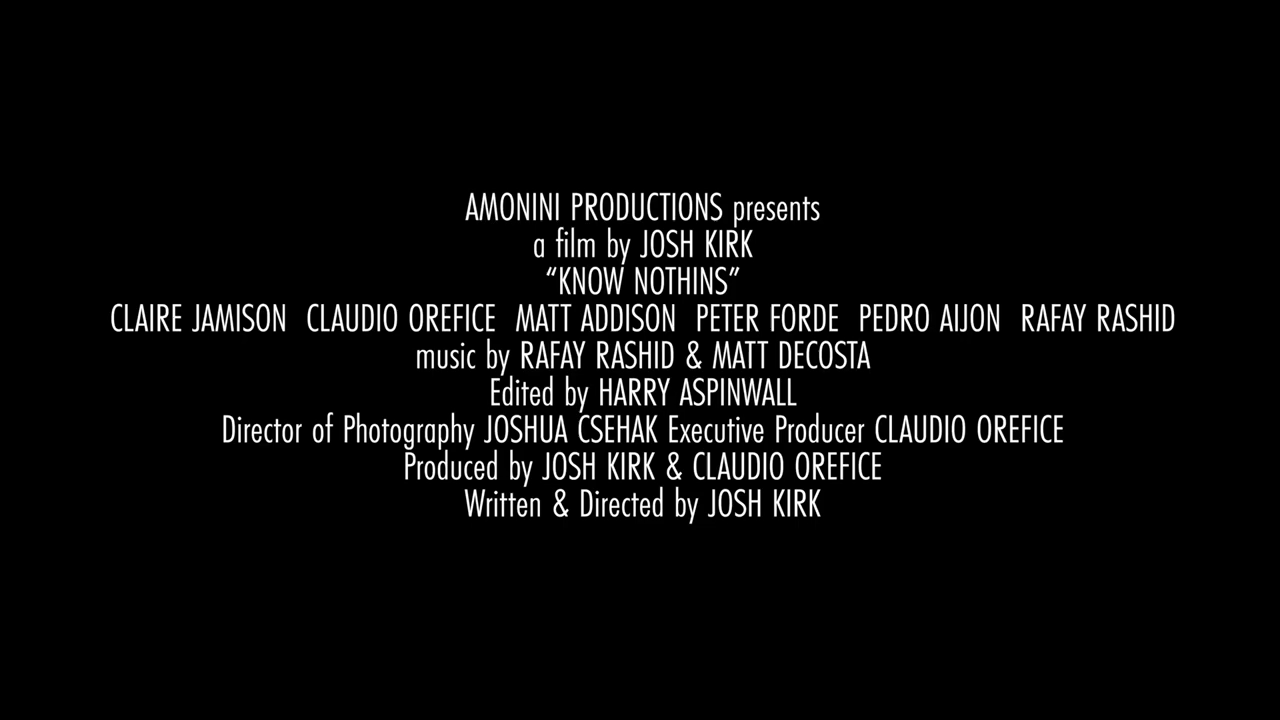 AMONINI PRODUCTIONS presents
a film by JOSH KIRK
“KNOW NOTHINS”
CLAIRE JAMISON CLAUDIO OREFICE MATT ADDISON PETER FORDE PEDRO AIJON RAFAY RASHID
music by RAFAY RASHID & MATT DECOSTA
Edited by HARRY ASPINWALL
Director of Photography JOSHUA CSEHAK Executive Producer CLAUDIO OREFICE
Produced by JOSH KIRK & CLAUDIO OREFICE
Written & Directed by JOSH KIRK